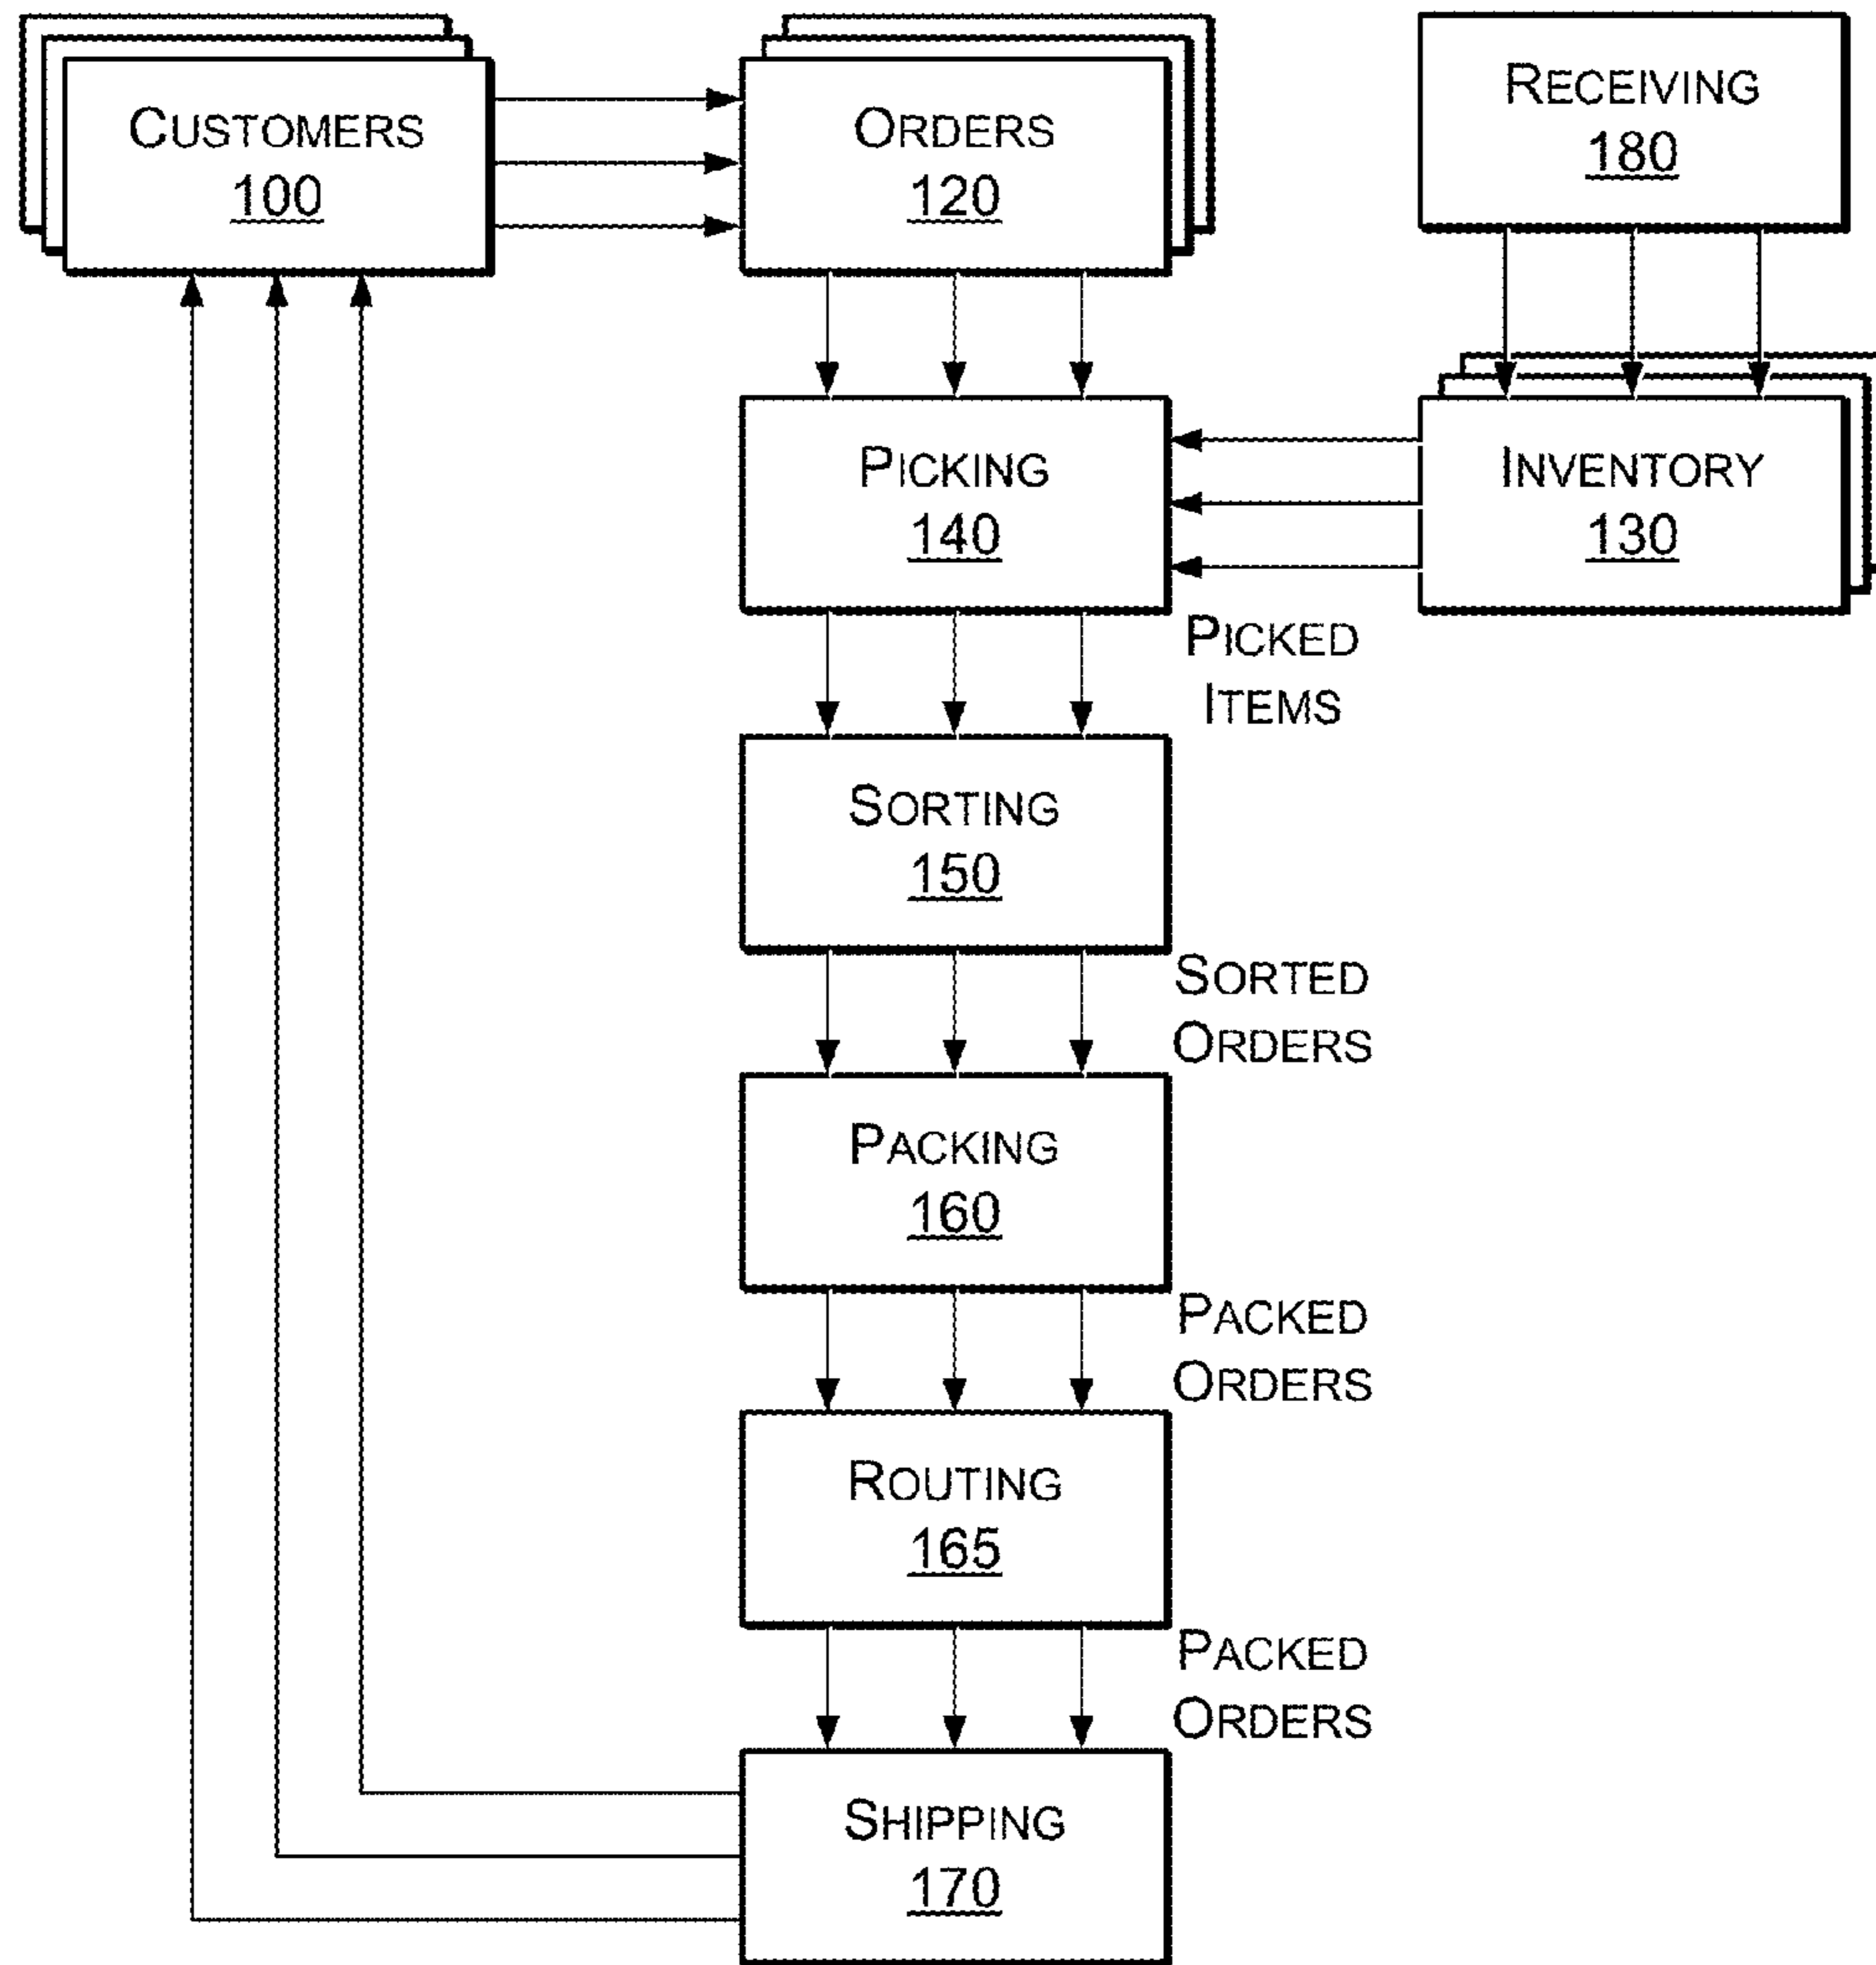 CUSTOMERS
100
ORDERS
120
RECEIVING
180
PICKING
140
INVENTORY
130
PICKED
ITEMS
SORTING
150
SORTED
ORDERS
PACKING
160
PACKED
ORDERS
ROUTING
165
PACKED
ORDERS
SHIPPING
170